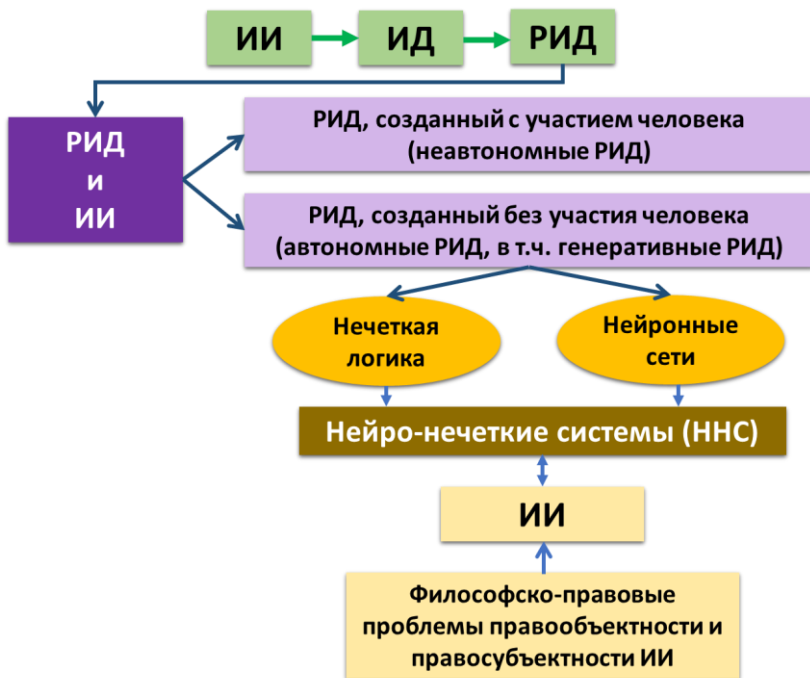 ИИ ИД РИД
РИД
и
ИИ
РИД, созданный с участием человека
(неавтономные РИД)
РИД, созданный без участия человека
(автономные РИД, в т.ч. генеративные РИД)
Нечеткая
логика
Нейронные
сети
Нейро-нечеткие системы (ННС)
ИИ
Философско-правовые
проблемы правообъектности и
правосубъектности ИИ